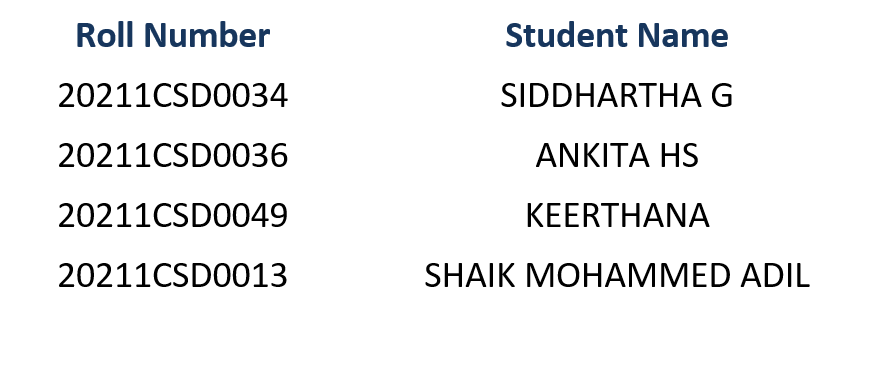 Roll Number Student Name
20211CSD0034 SIDDHARTHA G
20211CSD0036 ANKITA HS
20211CSD0049 KEERTHANA
20211CSD0013 SHAIK MOHAMMED ADIL